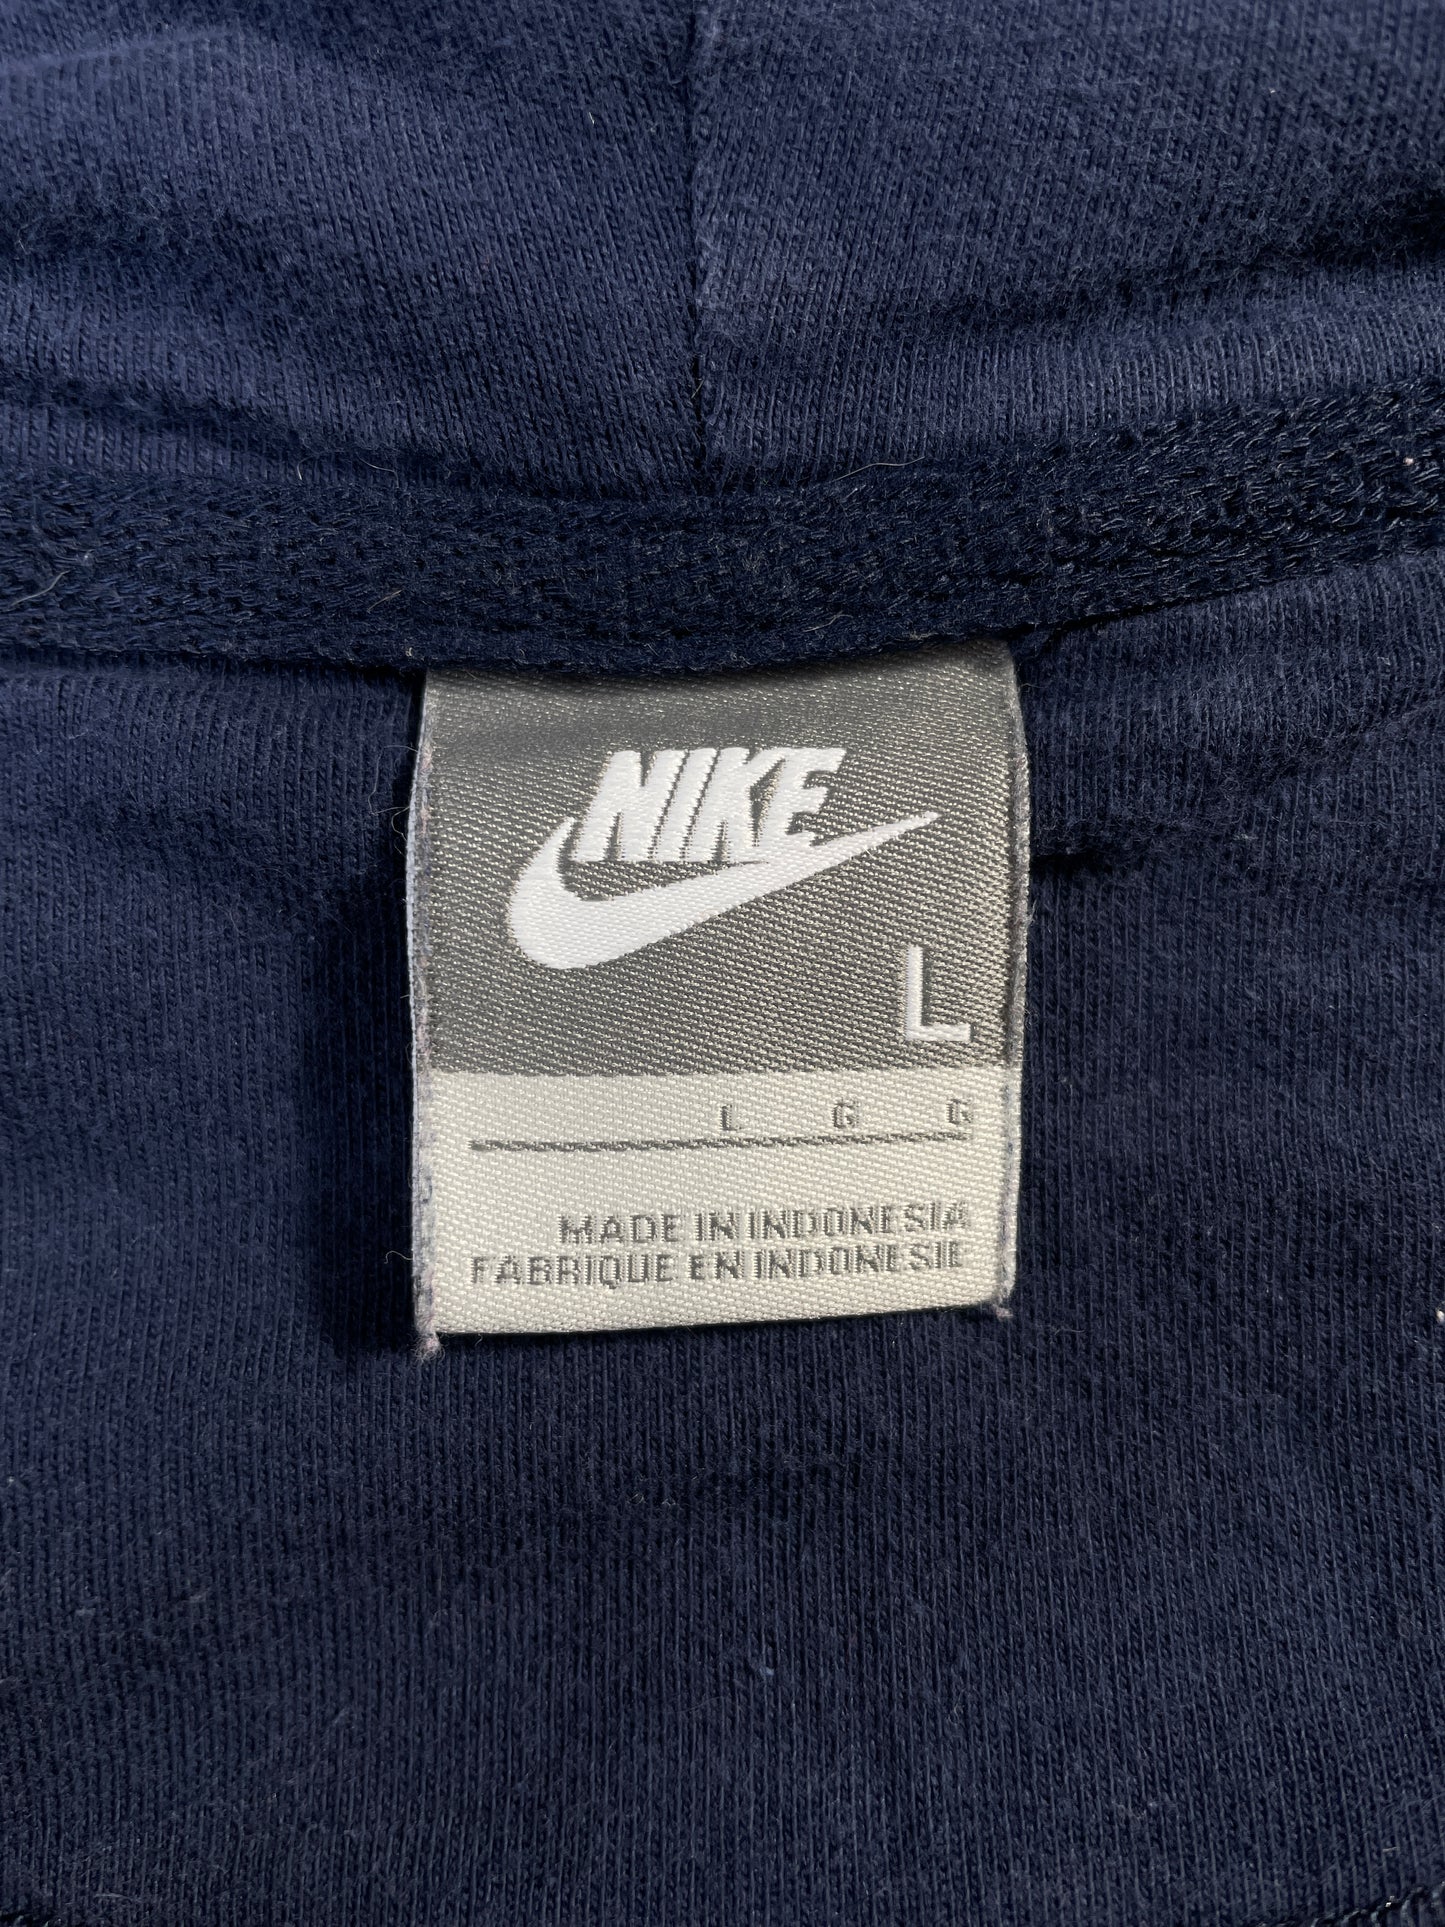 NIKE
L
L G G
MADE IN INDONESIA
FABRIQUE EN INDONESIE